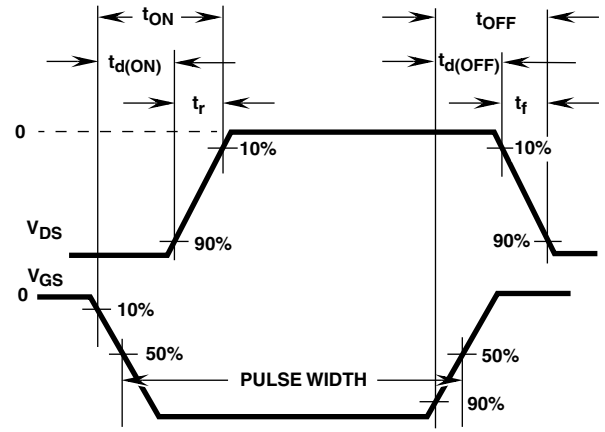 tON tOFF
td(ON) td(OFF)
tr tf
0
10% 10%
VDS
90% 90%
VGS
0
10%
50% 50%
PULSE WIDTH
90%